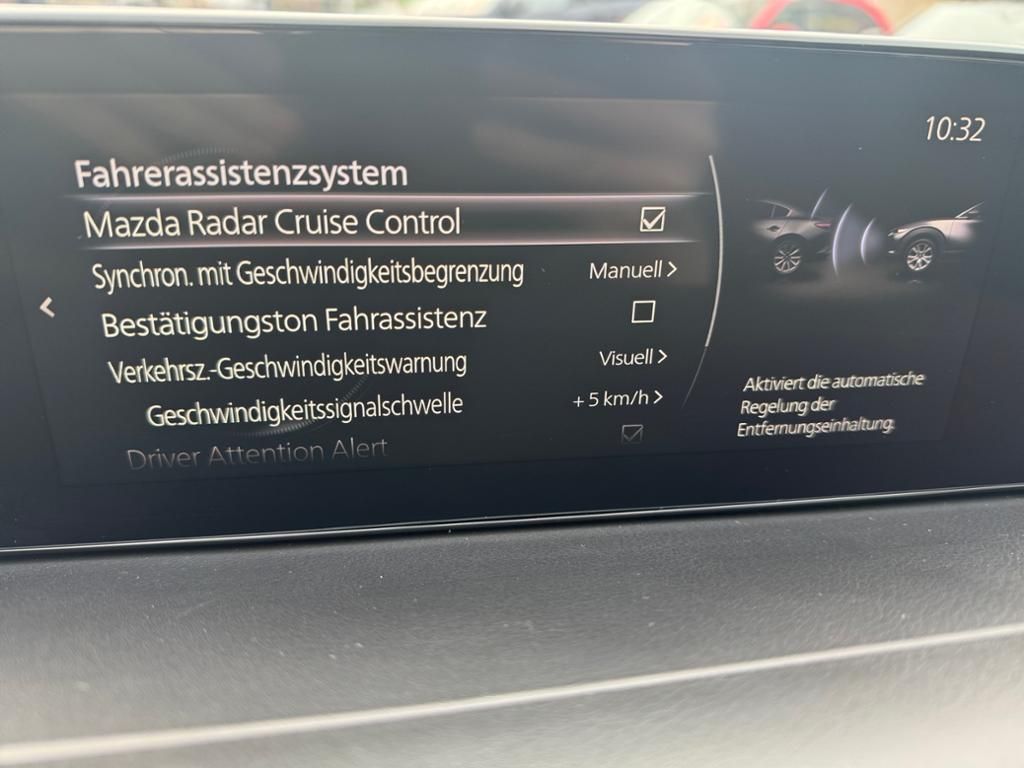 10:32
Fahrerassistenzsystem
Mazda Radar Cruise Control
Synchron. mit Geschwindigkeitsbegrenzung Manuell >
Bestätigungston Fahrassistenz
Verkehrsz.-Geschwindigkeitswarnung Visuell >
Geschwindigkeitssignalschwelle +5 km/h >
Driver Attention Alert
Aktiviert die automatische
Regelung der
Entfernungseinhaltung.